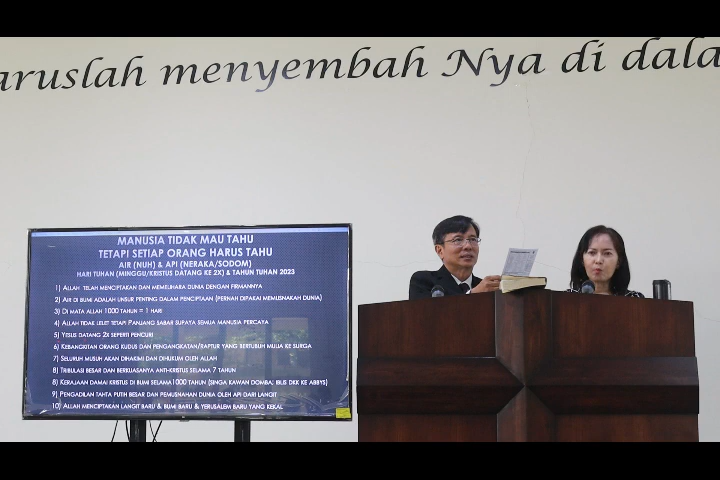 aruslah menyembah Nya di dala
MANUSIA TIDAK MAU TAHU
TETAPI SETIAP ORANG HARUS TAHU
AIR (NUH) & API (NERAKA/SODOM)
HARI TUHAN (MINGGU/KRISTUS DATANG KE 2X) & TAHUN TUHAN 2023
1) ALLAH TELAH MENCIPTAKAN DAN MEMELIHARA DUNIA DENGAN FIRMANNYA
2) AIR DI BUMI ADALAH UNSUR PENTING DALAM PENCIPTAAN (PERNAH DIPAKAI MEMUSNAKAH DUNIA)
3) DI MATA ALLAH 1000 TAHUN = 1 HARI
4) ALLAH TIDAK LELET TETAPI PANJANG SABAR SUPAYA SEMUA MANUSIA PERCAYA
5) YESUS DATANG 2X SEPERTI PENCURI
6) KEBANGKITAN ORANG KUDUS DAN PENGANGKATAN/RAPTUR YANG BERTUBUH MULIA KE SURGA
7) SELURUH MUSUH AKAN DIHAKIMI DAN DIHUKUM OLEH ALLAH
8) TRIBULASI BESAR DAN BERKUASANYA ANTI-KRISTUS SELAMA 7 TAHUN
8) KERAJAAN DAMAI KRISTUS DI BUMI SELAMA1000 TAHUN (SINGA KAWAN DOMBA; IBLIS DKK KE ABBYS)
9) PENGADILAN TAHTA PUTIH BESAR DAN PEMUSNAHAN DUNIA OLEH API DARI LANGIT
10) ALLAH MENCIPTAKAN LANGIT BARU & BUMI BARU & YERUSALEM BARU YANG KEKAL